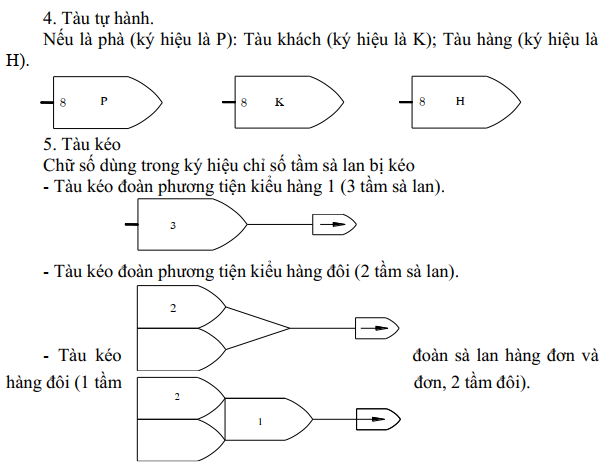 4. Tàu tự hành.
Nếu là phà (ký hiệu là P): Tàu khách (ký hiệu là K); Tàu hàng (ký hiệu là
H).
8 P 8 K 8 H
5. Tàu kéo
Chữ số dùng trong ký hiệu chỉ số tầm sà lan bị kéo
- Tàu kéo đoàn phương tiện kiểu hàng 1 (3 tầm sà lan).
3
- Tàu kéo đoàn phương tiện kiểu hàng đôi (2 tầm sà lan).
2
- Tàu kéo đoàn sà lan hàng đơn và
hàng đôi (1 tầm đơn, 2 tầm đôi).
2
1